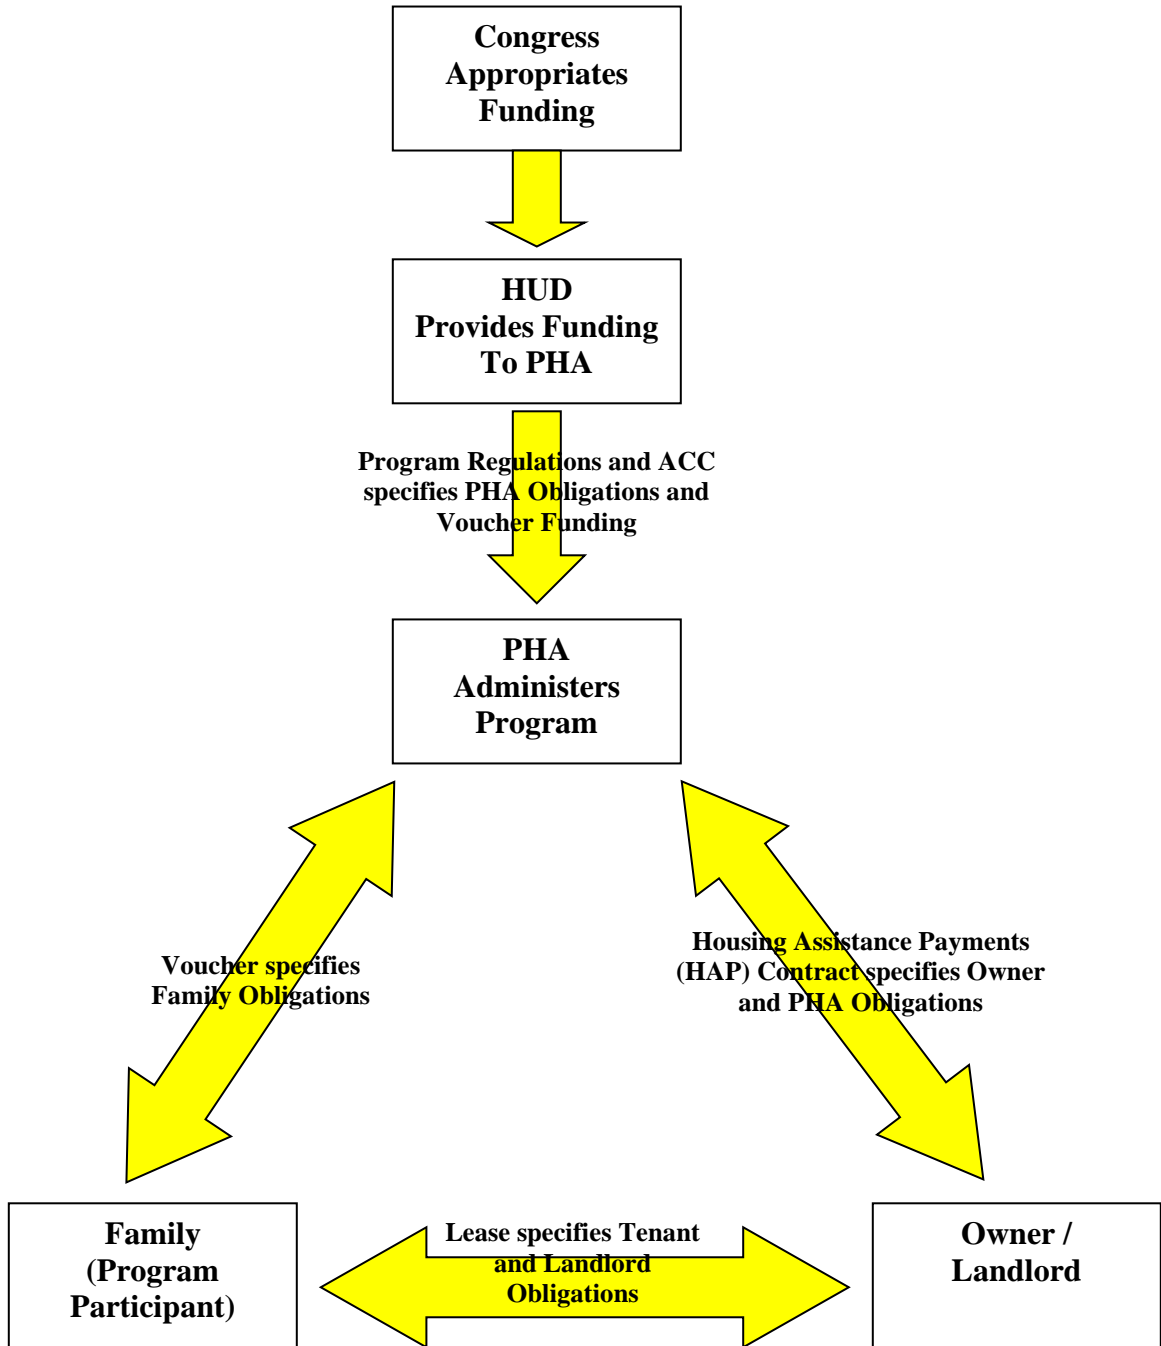 Congress
Appropriates
Funding
HUD
Provides Funding
To PHA
Program Regulations and ACC
specifies PHA Obligations and
Voucher Funding
PHA
Administers
Program
Voucher specifies
Family Obligations
Housing Assistance Payments
(HAP) Contract specifies Owner
and PHA Obligations
Family
(Program
Participant)
Lease specifies Tenant
and Landlord
Obligations
Owner /
Landlord